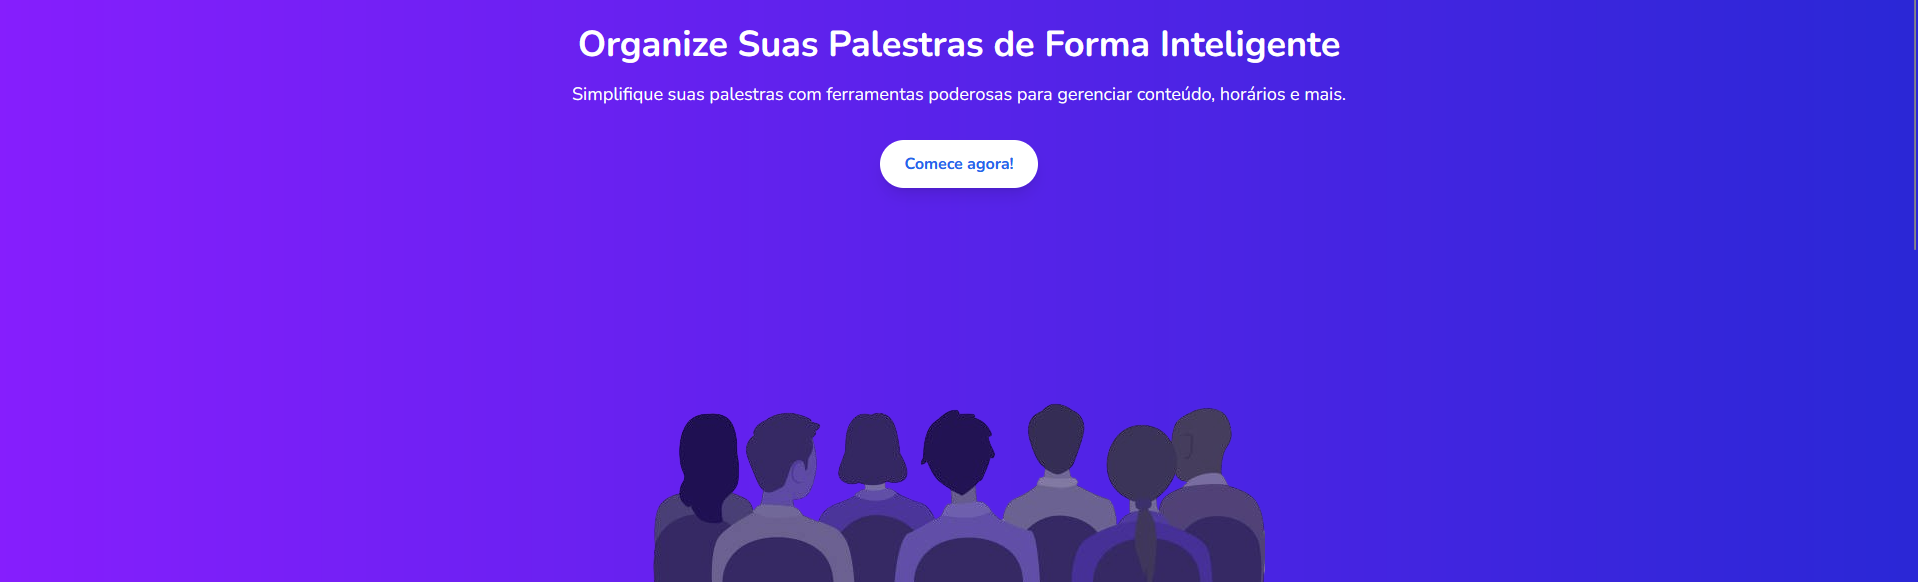 Organize Suas Palestras de Forma Inteligente
Simplifique suas palestras com ferramentas poderosas para gerenciar conteúdo, horários e mais.
Comece agora!